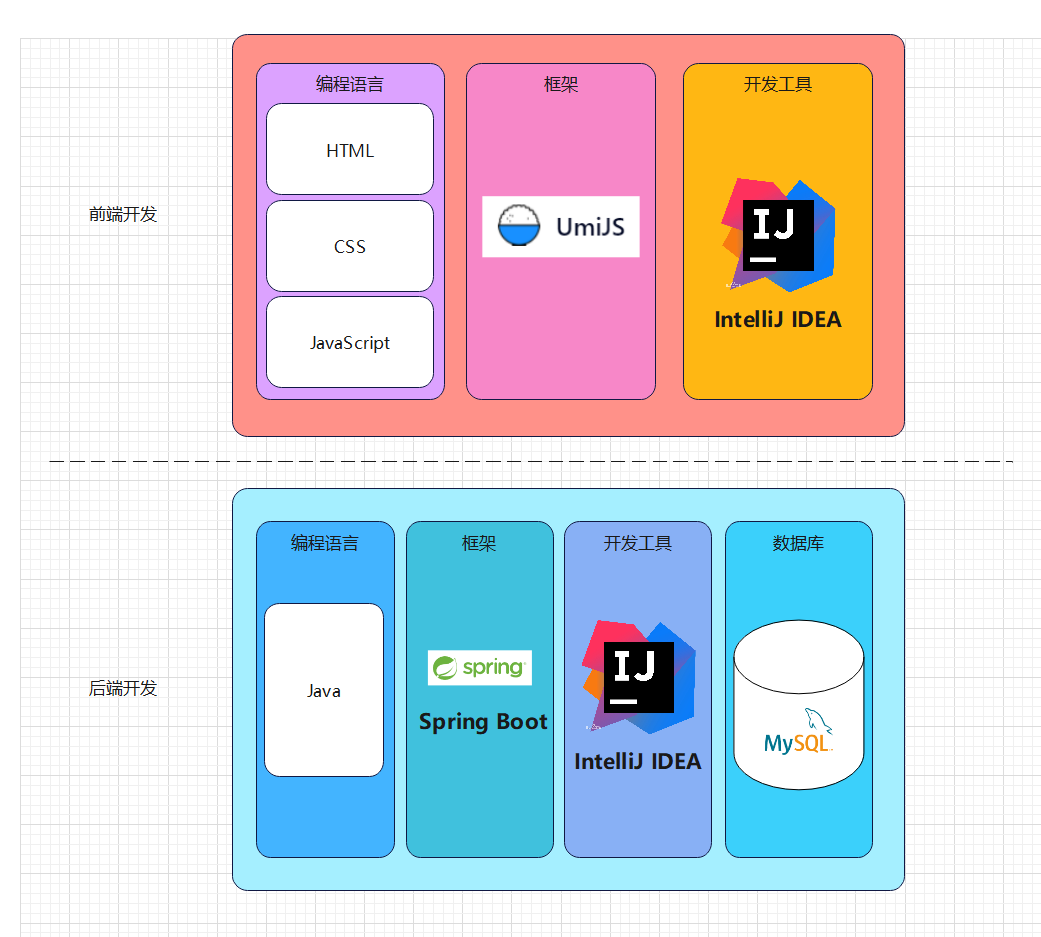 前端开发
编程语言
HTML
CSS
JavaScript
框架
UmiJS
开发工具
IJ
IntelliJ IDEA
后端开发
编程语言
Java
框架
spring
Spring Boot
开发工具
IJ
IntelliJ IDEA
数据库
MySQL